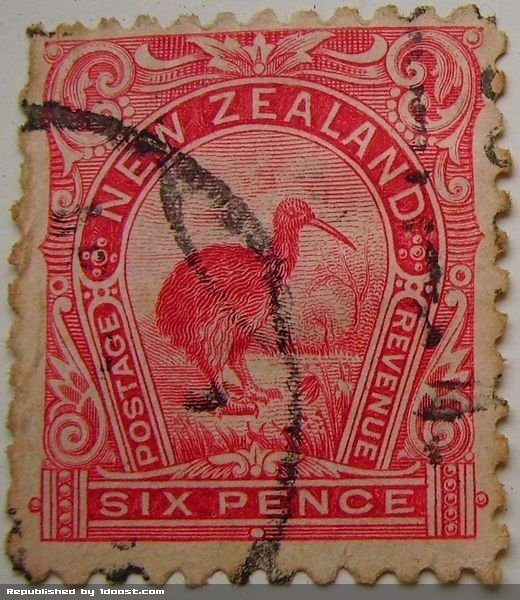 NEW ZEALAND
POSTAGE
REVENUE
SIX PENCE
Republished by 1doost.com